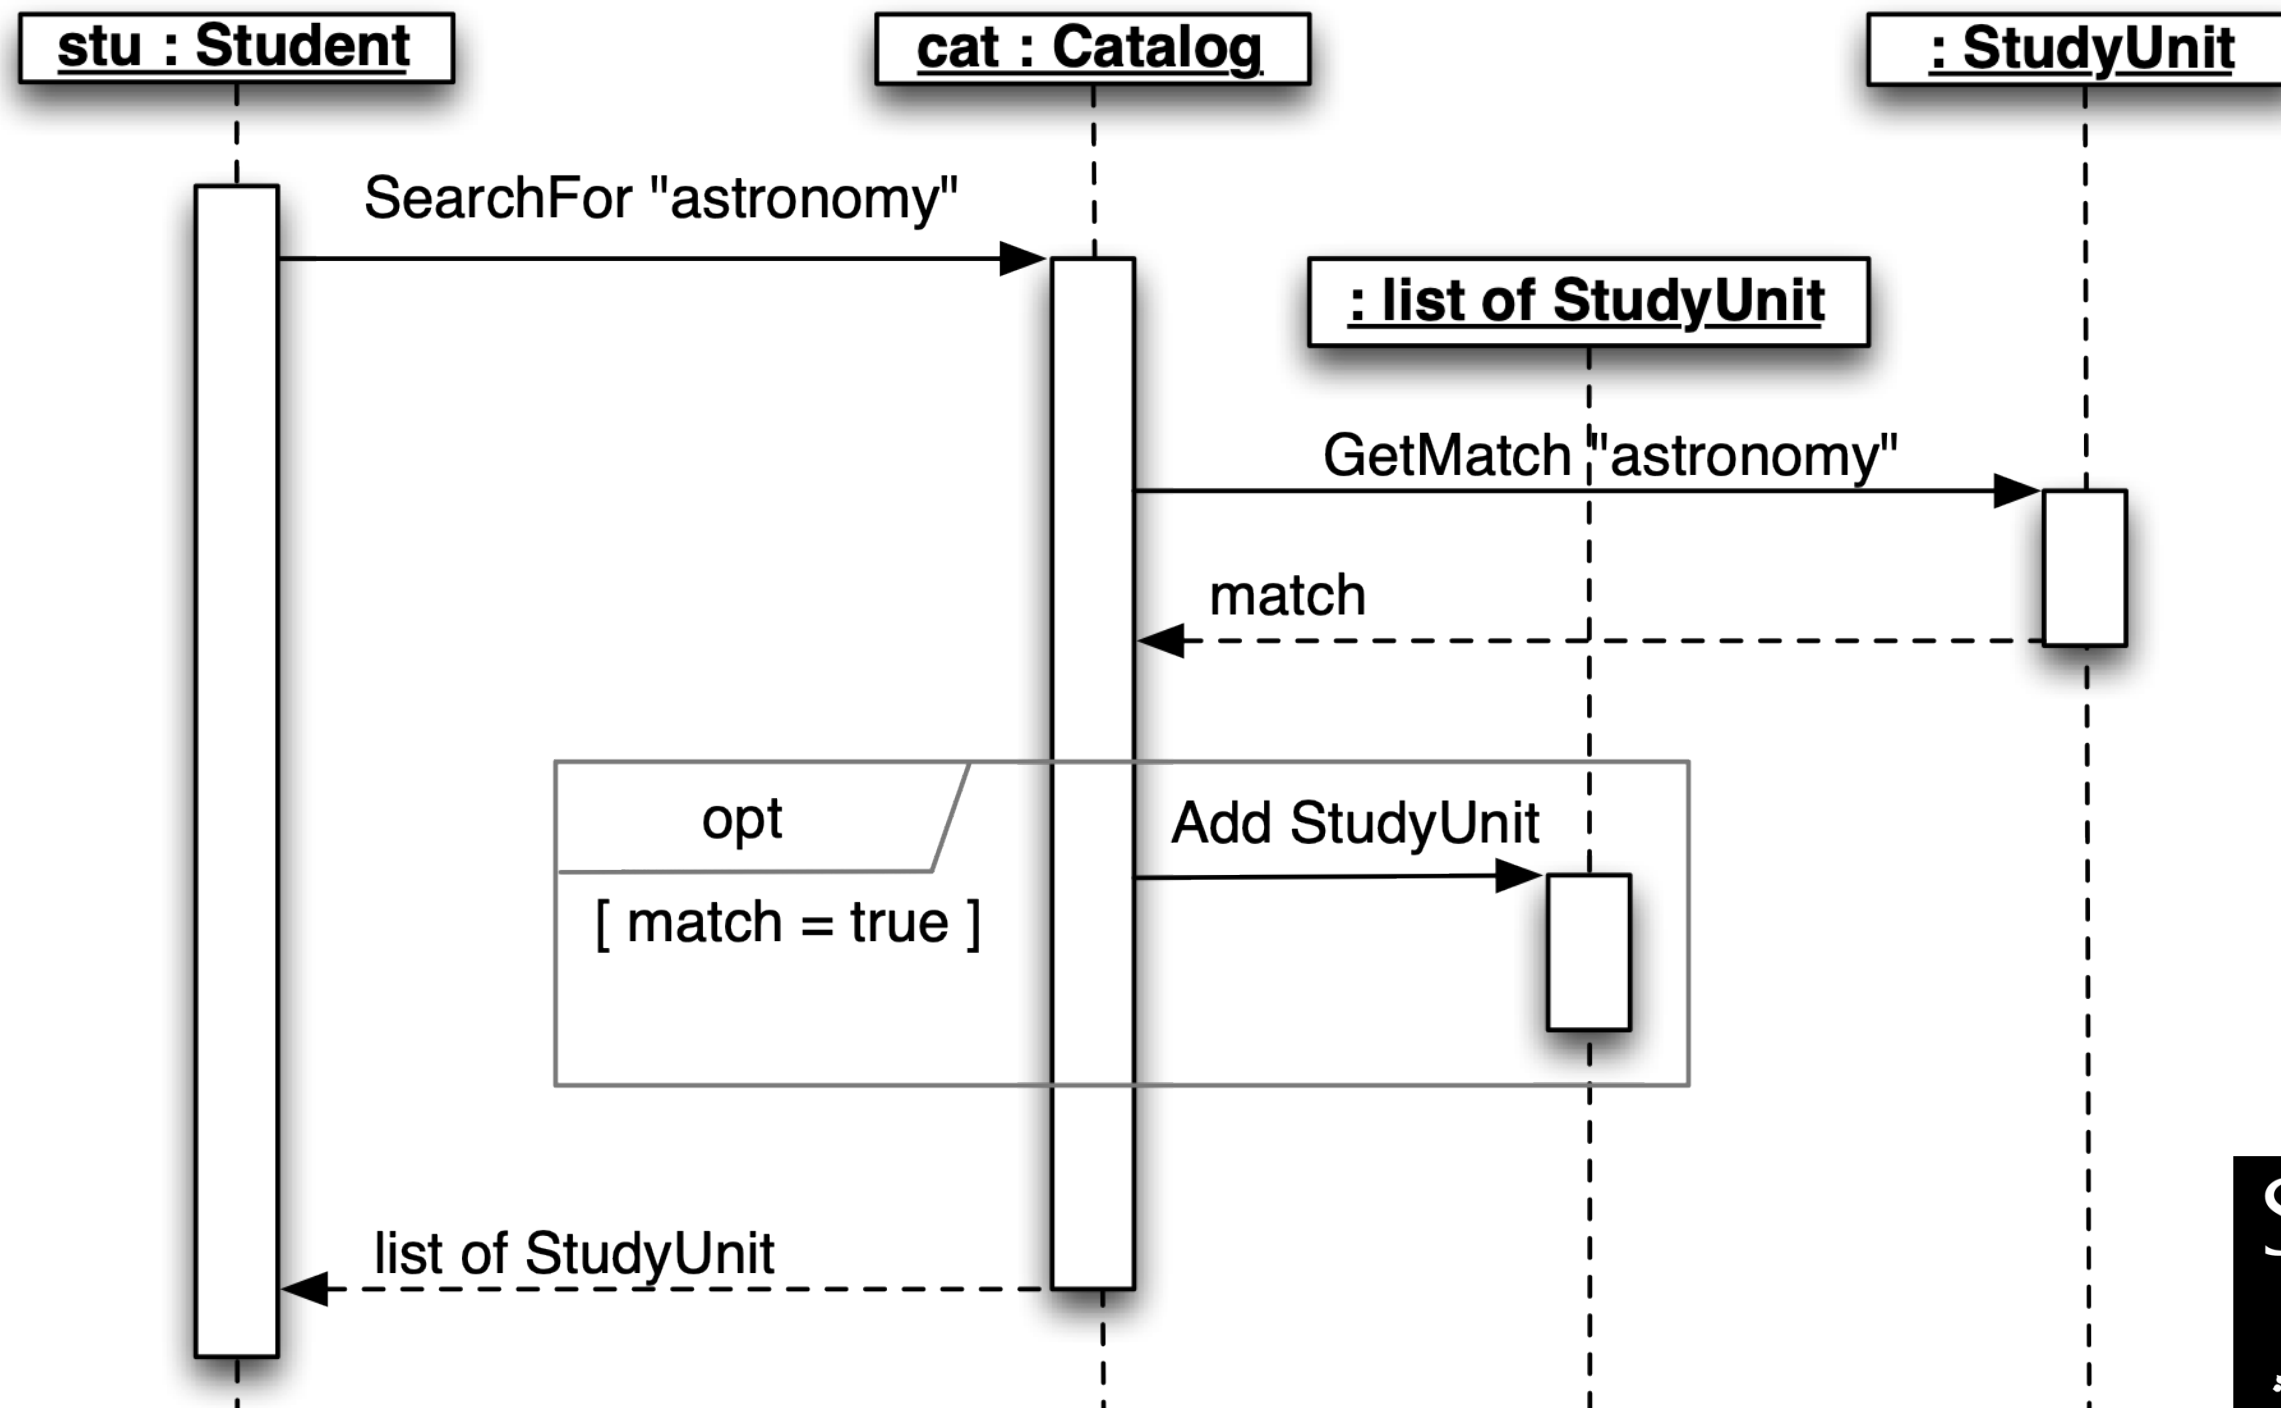 stu : Student
cat : Catalog
: StudyUnit
SearchFor "astronomy"
: list of StudyUnit
GetMatch "astronomy"
match
opt
Add StudyUnit
[ match = true ]
list of StudyUnit